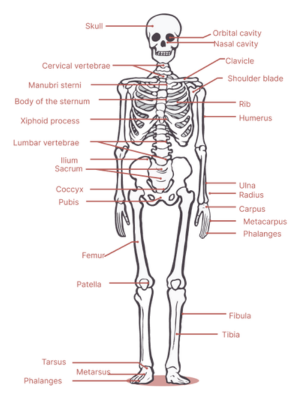 Skull
Orbital cavity
Nasal cavity
Clavicle
Cervical vertebrae
Shoulder blade
Manubri sterni
Body of the sternum
Rib
Humerus
Xiphoid process
Lumbar vertebrae
Ilium
Sacrum
Coccyx
Ulna
Radius
Pubis
Carpus
Metacarpus
Phalanges
Femur
Patella
Fibula
Tibia
Tarsus
Metarsus
Phalanges